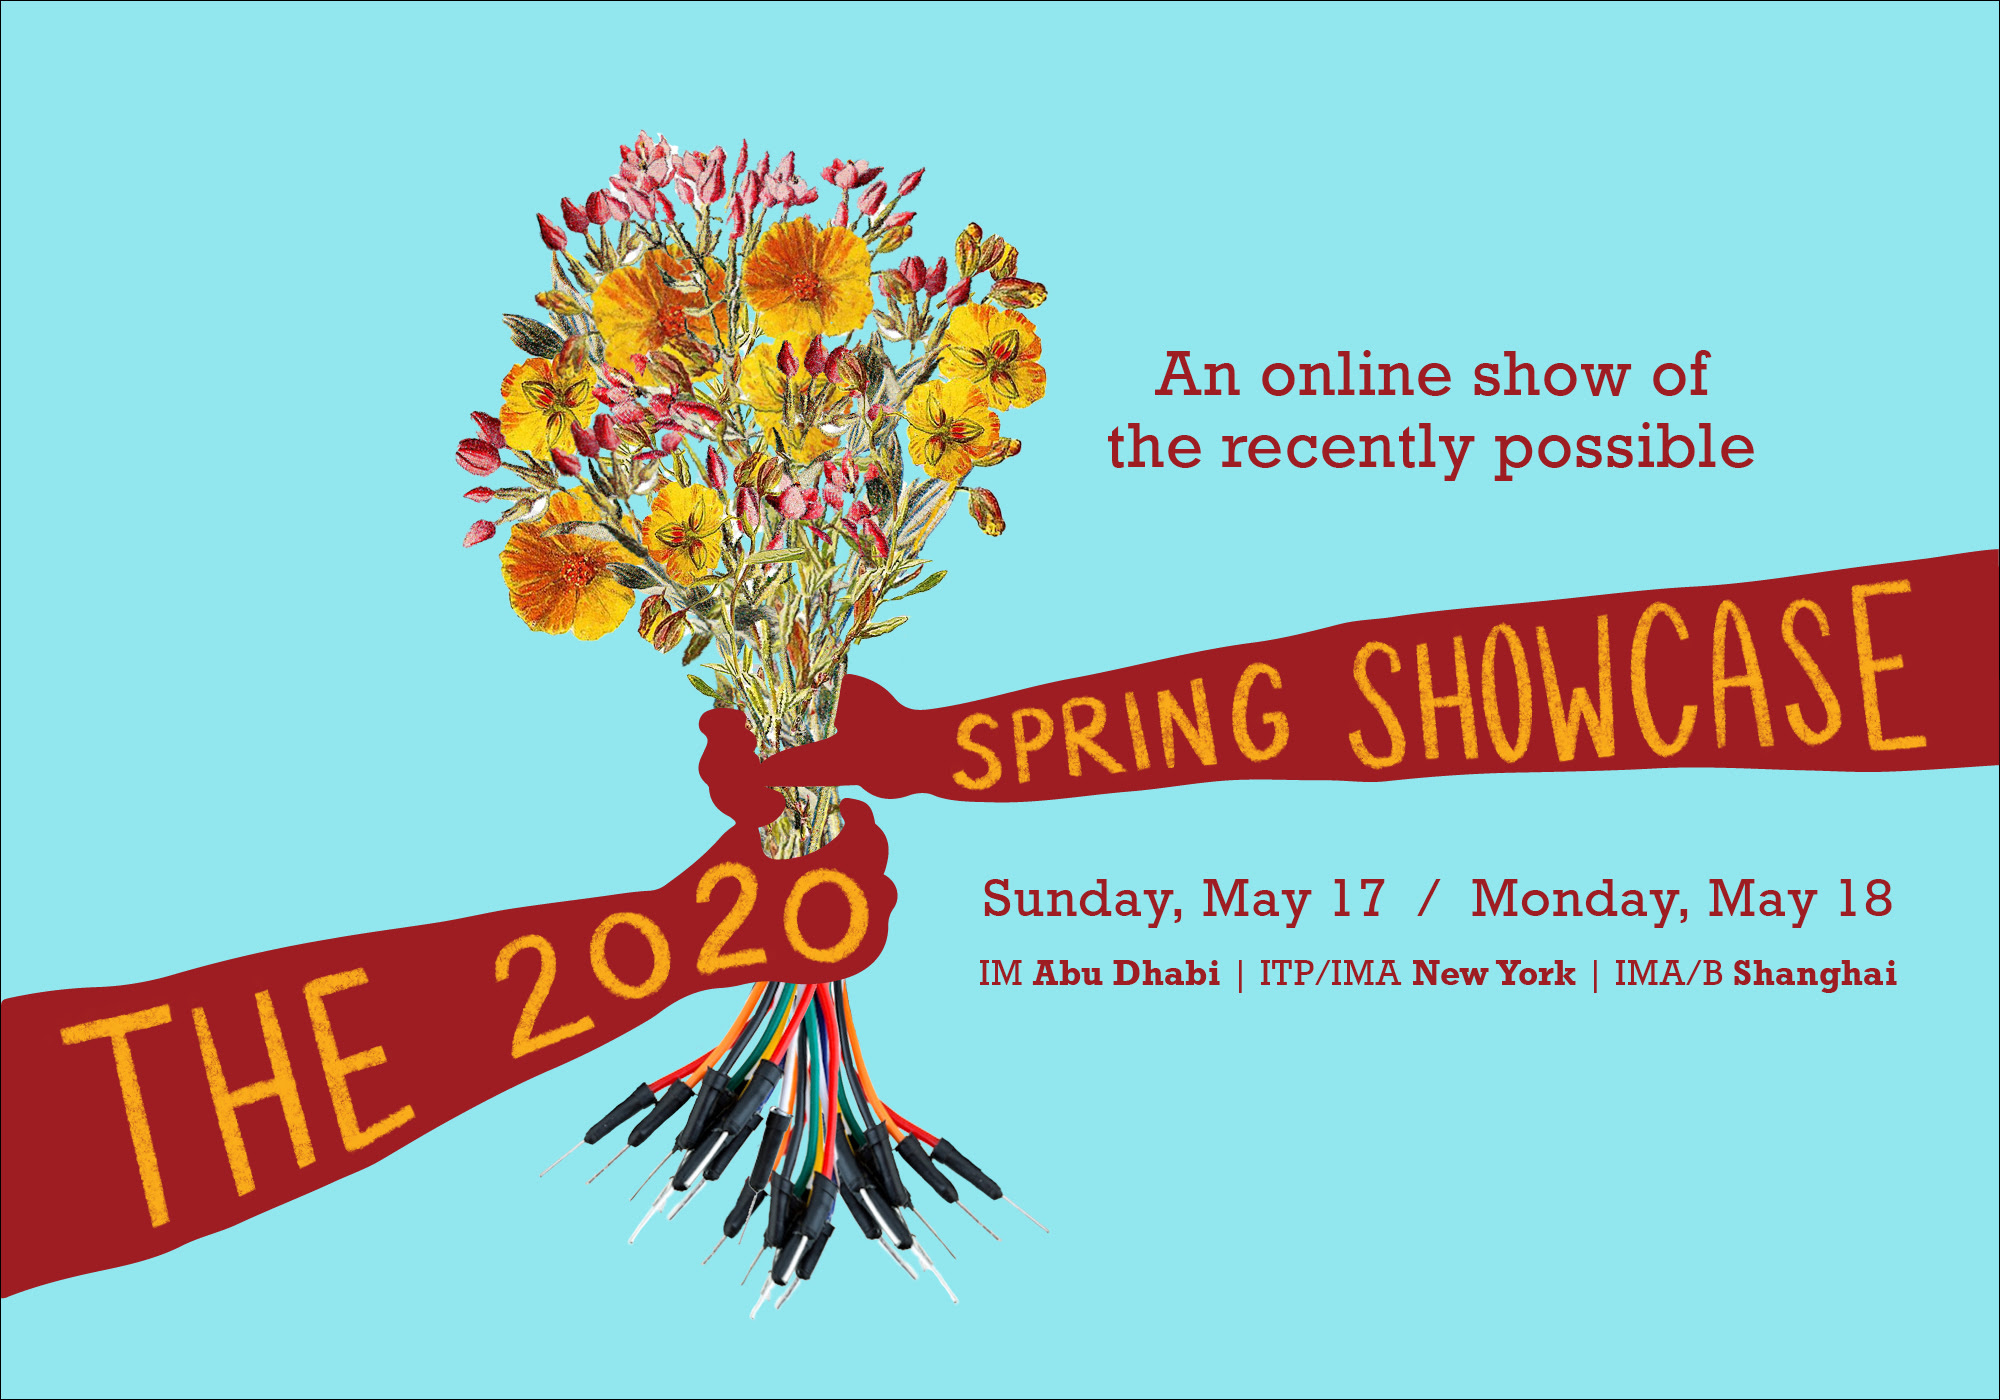 An online show of
the recently possible
THE 2020
SPRING SHOWCASE
Sunday, May 17 / Monday, May 18
IM Abu Dhabi | ITP/IMA New York | IMA/B Shanghai